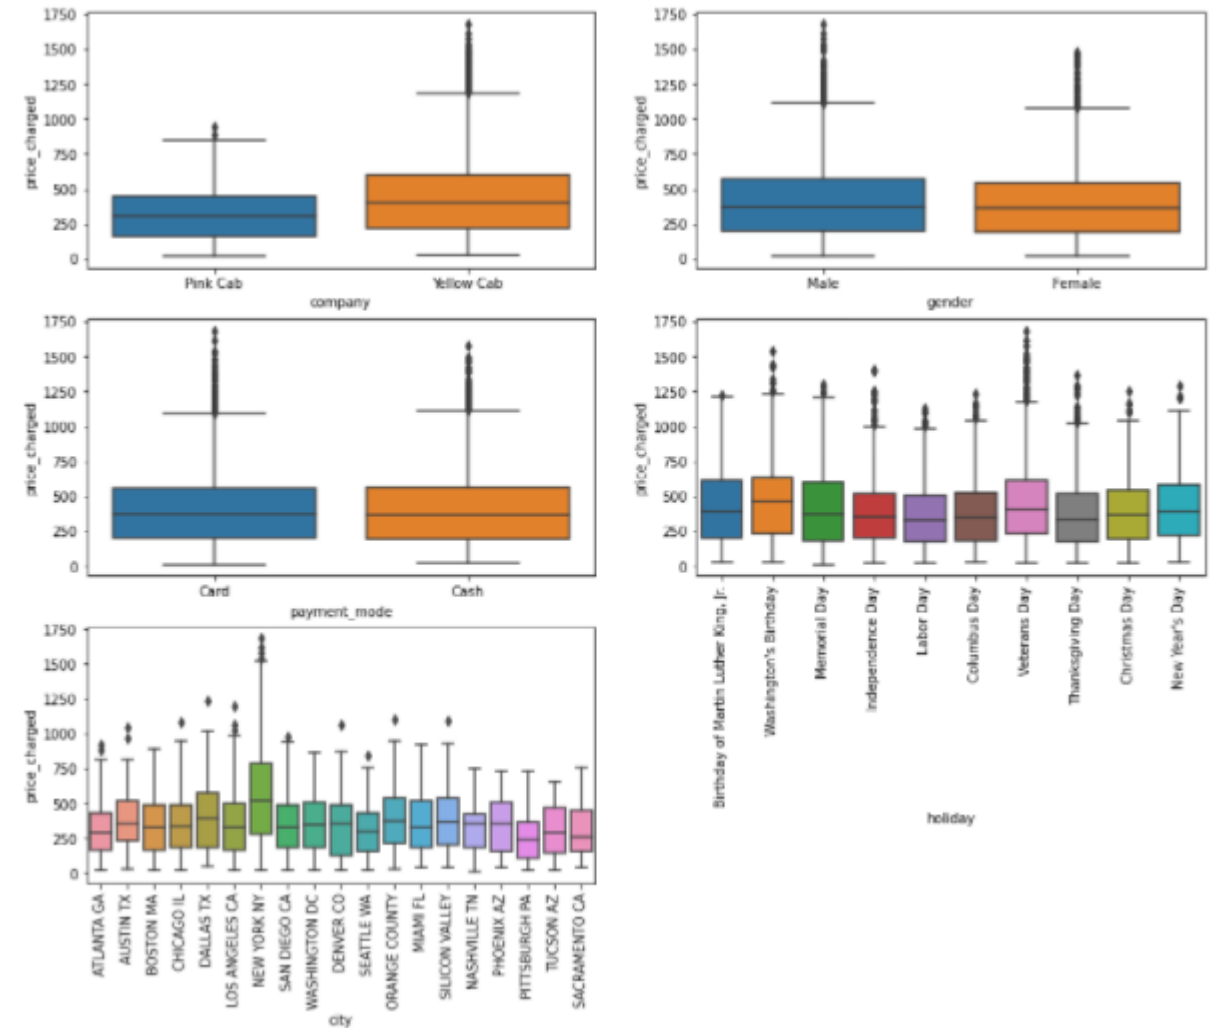 1750
1500
1250
1000
750
500
250
0
price_charged
Pink Cab Yellow Cab
company
1750
1500
1250
1000
750
500
250
0
price_charged
Male Female
gender
1750
1500
1250
1000
750
500
250
0
price_charged
Card Cash
payment_mode
1750
1500
1250
1000
750
500
250
0
price_charged
Birthday of Martin Luther King, Jr.
Washington's Birthday
Memorial Day
Independence Day
Labor Day
Columbus Day
Veterans Day
Thanksgiving Day
Christmas Day
New Year's Day
holiday
1750
1500
1250
1000
750
500
250
0
price_charged
ATLANTA GA
AUSTIN TX
BOSTON MA
CHICAGO IL
DALLAS TX
LOS ANGELES CA
NEW YORK NY
SAN DIEGO CA
WASHINGTON DC
DENVER CO
SEATTLE WA
ORANGE COUNTY
MIAMI FL
SILICON VALLEY
NASHVILLE TN
PHOENIX AZ
PITTSBURGH PA
TUCSON AZ
SACRAMENTO CA
city